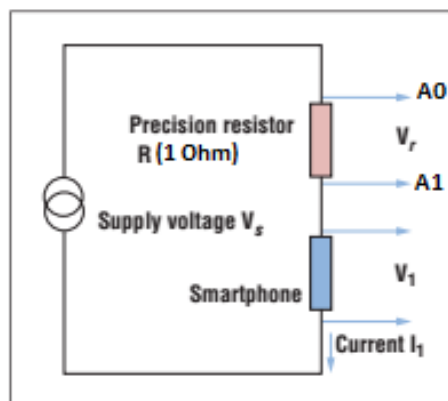 A0
Precision resistor
R (1 Ohm)
Vr
A1
Supply voltage Vs
Smartphone
V1
Current I1